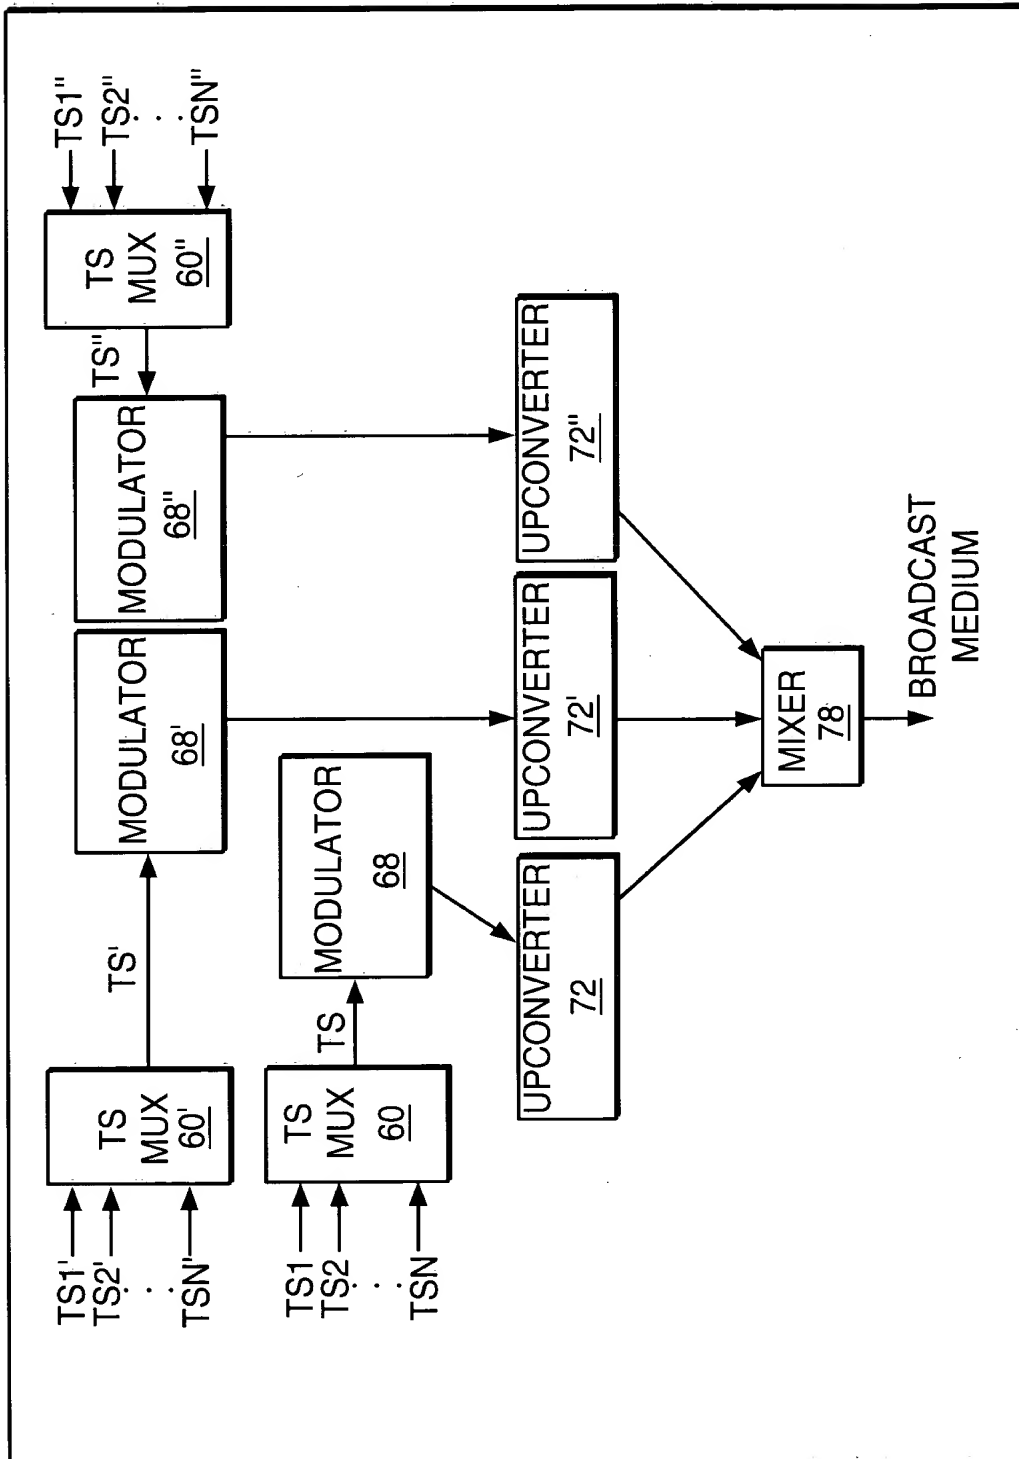 TS1'
TS2'
. . .
TSN'
TS
MUX
60'
TS'
MODULATOR
68'
MODULATOR
68"
TS"
TS
MUX
60"
TS1"
TS2"
. . .
TSN"
TS1
TS2
. . .
TSN
TS
MUX
60
TS
MODULATOR
68
UPCONVERTER
72
UPCONVERTER
72'
UPCONVERTER
72"
MIXER
78
BROADCAST
MEDIUM